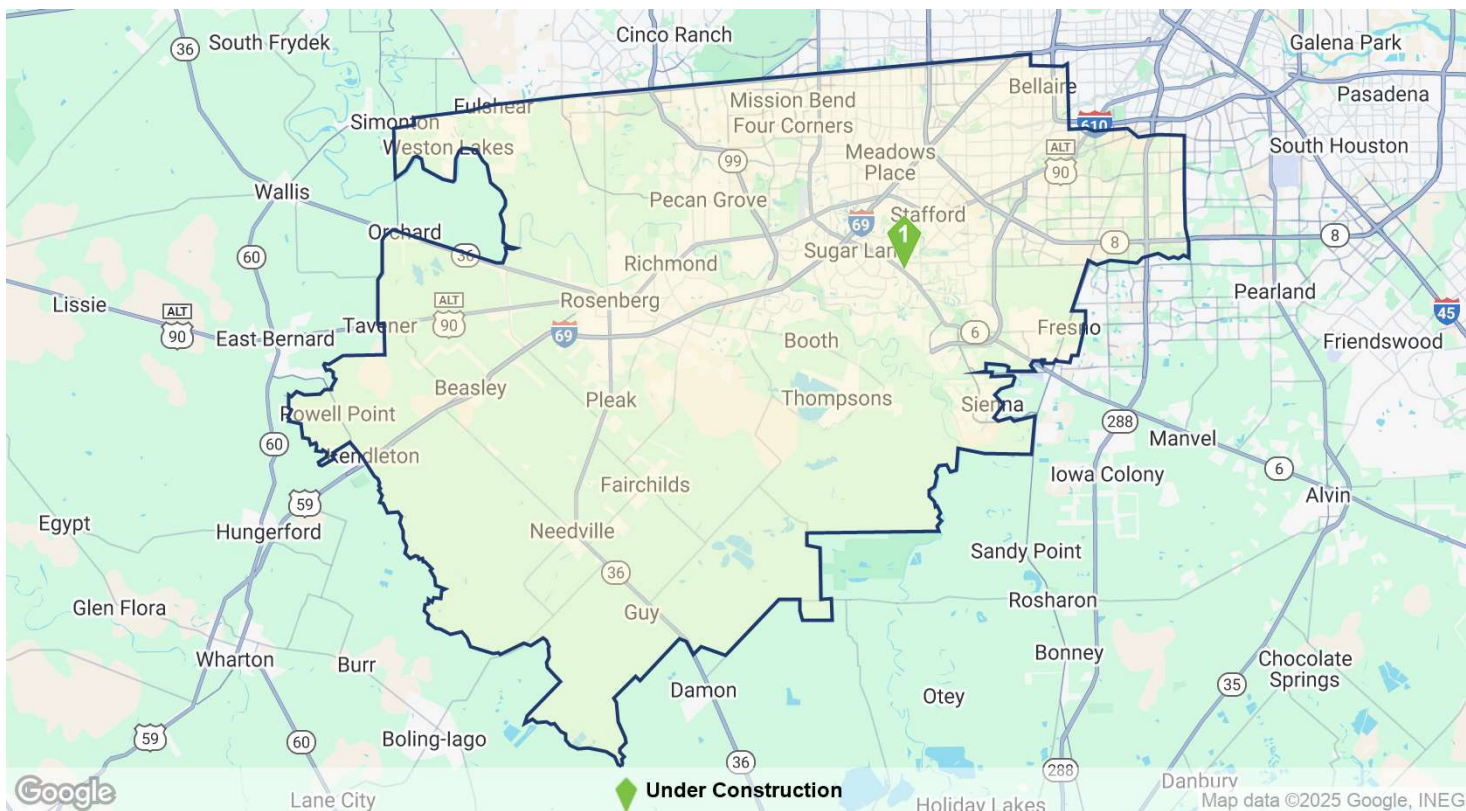 Cinco Ranch
Galena Park
36
South Frydek
Bellaire
Pasadena
Fulshear
Mission Bend
Four Corners
Simonton
610
Weston Lakes
99
Meadows
Place
ALT
90
South Houston
Wallis
Pecan Grove
69
Stafford
1
Orchard
36
Sugar Lan
8
8
60
Richmond
Lissie
ALT
90
ALT
90
Rosenberg
Pearland
45
Tavener
East Bernard
69
6
Fresno
Booth
Friendswood
Beasley
Pleak
Thompsons
Sienna
Powell Point
288
60
Manvel
Kendleton
6
Iowa Colony
Fairchilds
Alvin
59
Egypt
Hungerford
Needville
Sandy Point
36
Glen Flora
Guy
Rosharon
Wharton
Burr
Bonney
Chocolate
Springs
Damon
Otey
35
59
60
Boling-Iago
36
288
Danbury
Google
Lane City
Under Construction
Holiday Lakes
Map data ©2025 Google, INEG